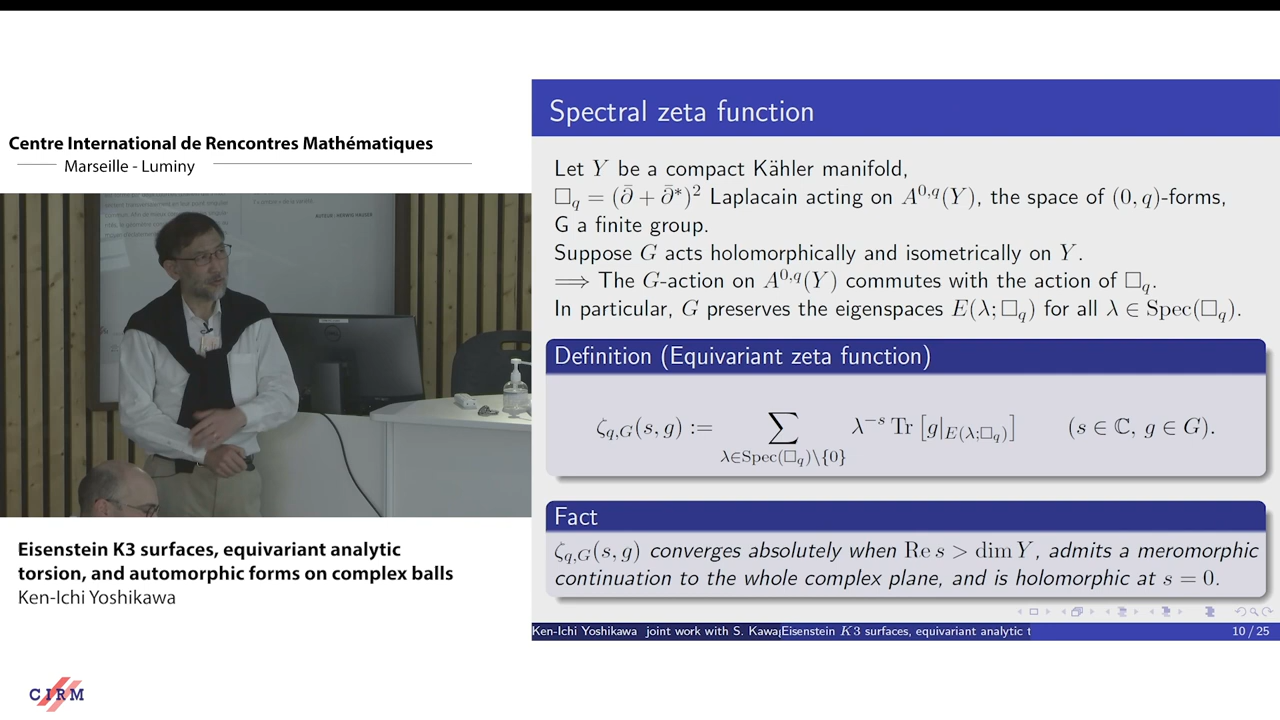 Centre International de Rencontres Mathématiques
Marseille - Luminy
AUTEUR : HERWIG HAUSER
Eisenstein K3 surfaces, equivariant analytic
torsion, and automorphic forms on complex balls
Ken-Ichi Yoshikawa
CIRM
Spectral zeta function
Let Y be a compact Kähler manifold,
□_q = (∂̄ + ∂̄*)² Laplacain acting on A^{0,q}(Y), the space of (0, q)-forms,
G a finite group.
Suppose G acts holomorphically and isometrically on Y.
⟹ The G-action on A^{0,q}(Y) commutes with the action of □_q.
In particular, G preserves the eigenspaces E(λ; □_q) for all λ ∈ Spec(□_q).
Definition (Equivariant zeta function)
ζ_{q,G}(s, g) := ∑_{λ∈Spec(□_q)\{0}} λ^{-s} Tr [g|_{E(λ;□_q)}] (s ∈ ℂ, g ∈ G).
Fact
ζ_{q,G}(s, g) converges absolutely when Re s > dim Y, admits a meromorphic
continuation to the whole complex plane, and is holomorphic at s = 0.
Ken-Ichi Yoshikawa joint work with S. Kawa Eisenstein K3 surfaces, equivariant analytic t 10 / 25